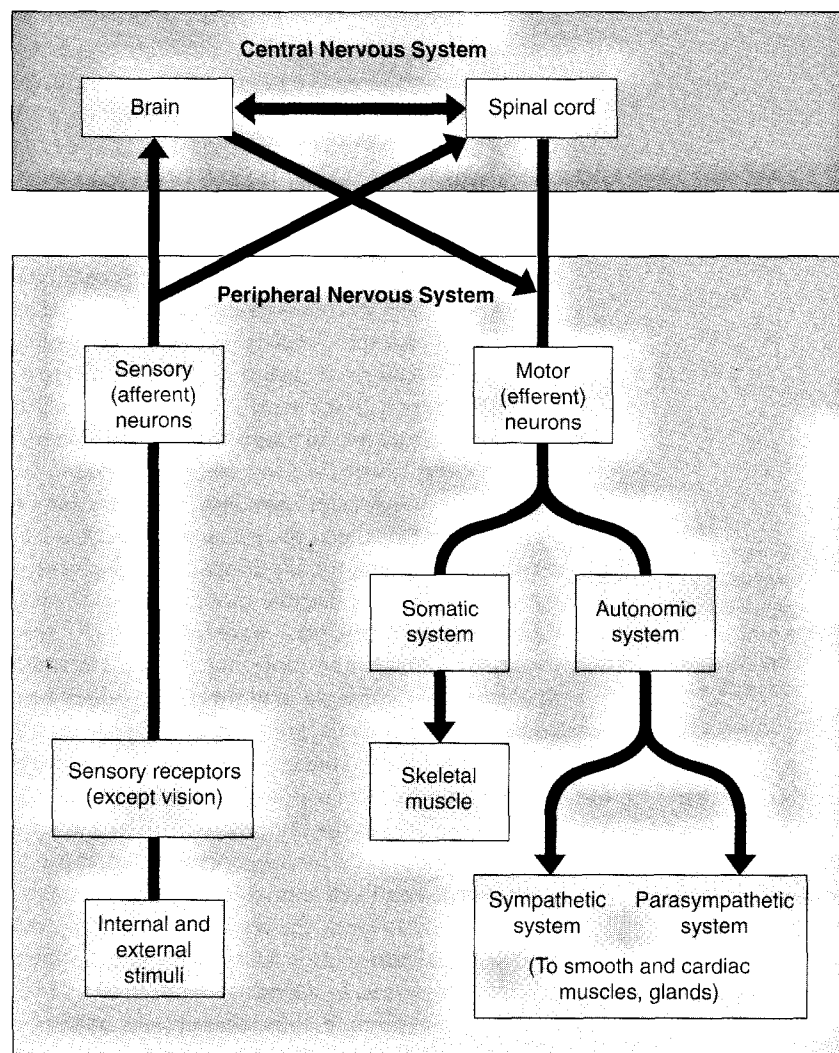 Central Nervous System
Brain
Spinal cord
Peripheral Nervous System
Sensory
(afferent)
neurons
Motor
(efferent)
neurons
Somatic
system
Autonomic
system
Sensory receptors
(except vision)
Skeletal
muscle
Internal and
external
stimuli
Sympathetic
system
Parasympathetic
system
(To smooth and cardiac
muscles, glands)